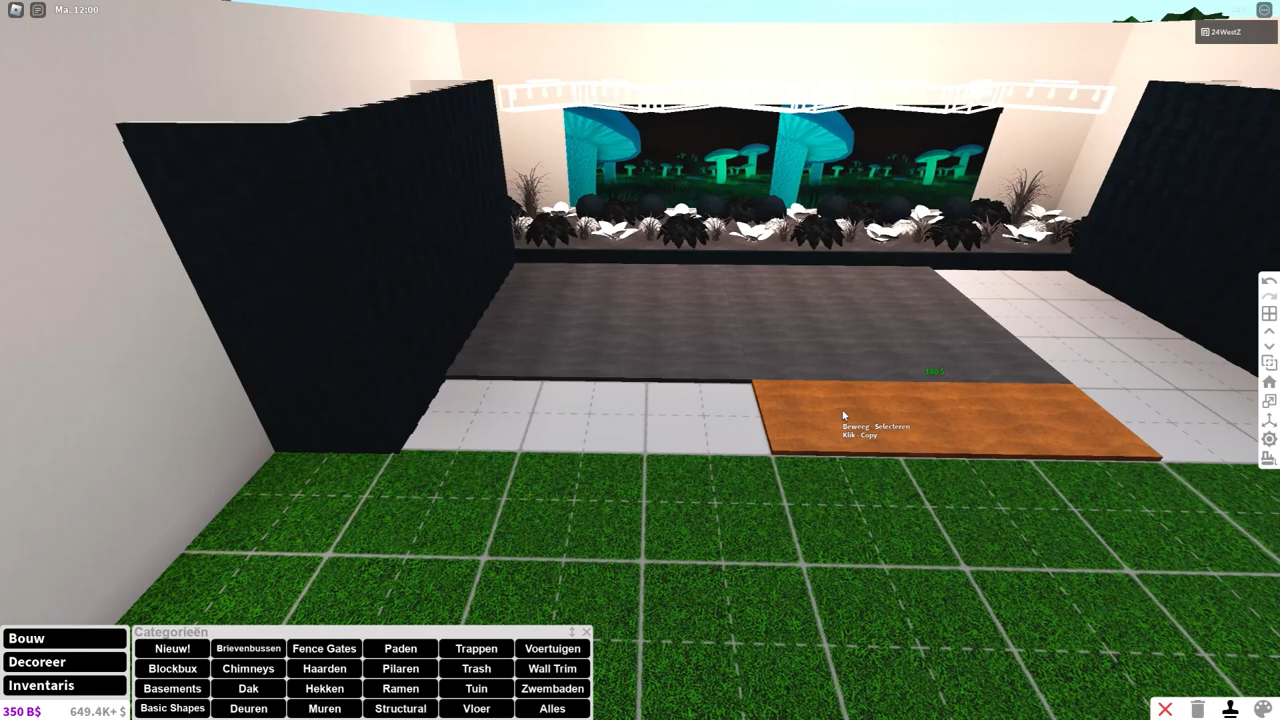 Ma. 12:00
24WestZ
140 $
Beweeg - Selecteren
Klik - Copy
Bouw
Decoreer
Inventaris
350 B$ 649.4K+ $
Categorieën
Nieuw! Brievenbussen Fence Gates Paden Trappen Voertuigen
Blockbux Chimneys Haarden Pilaren Trash Wall Trim
Basements Dak Hekken Ramen Tuin Zwembaden
Basic Shapes Deuren Muren Structural Vloer Alles